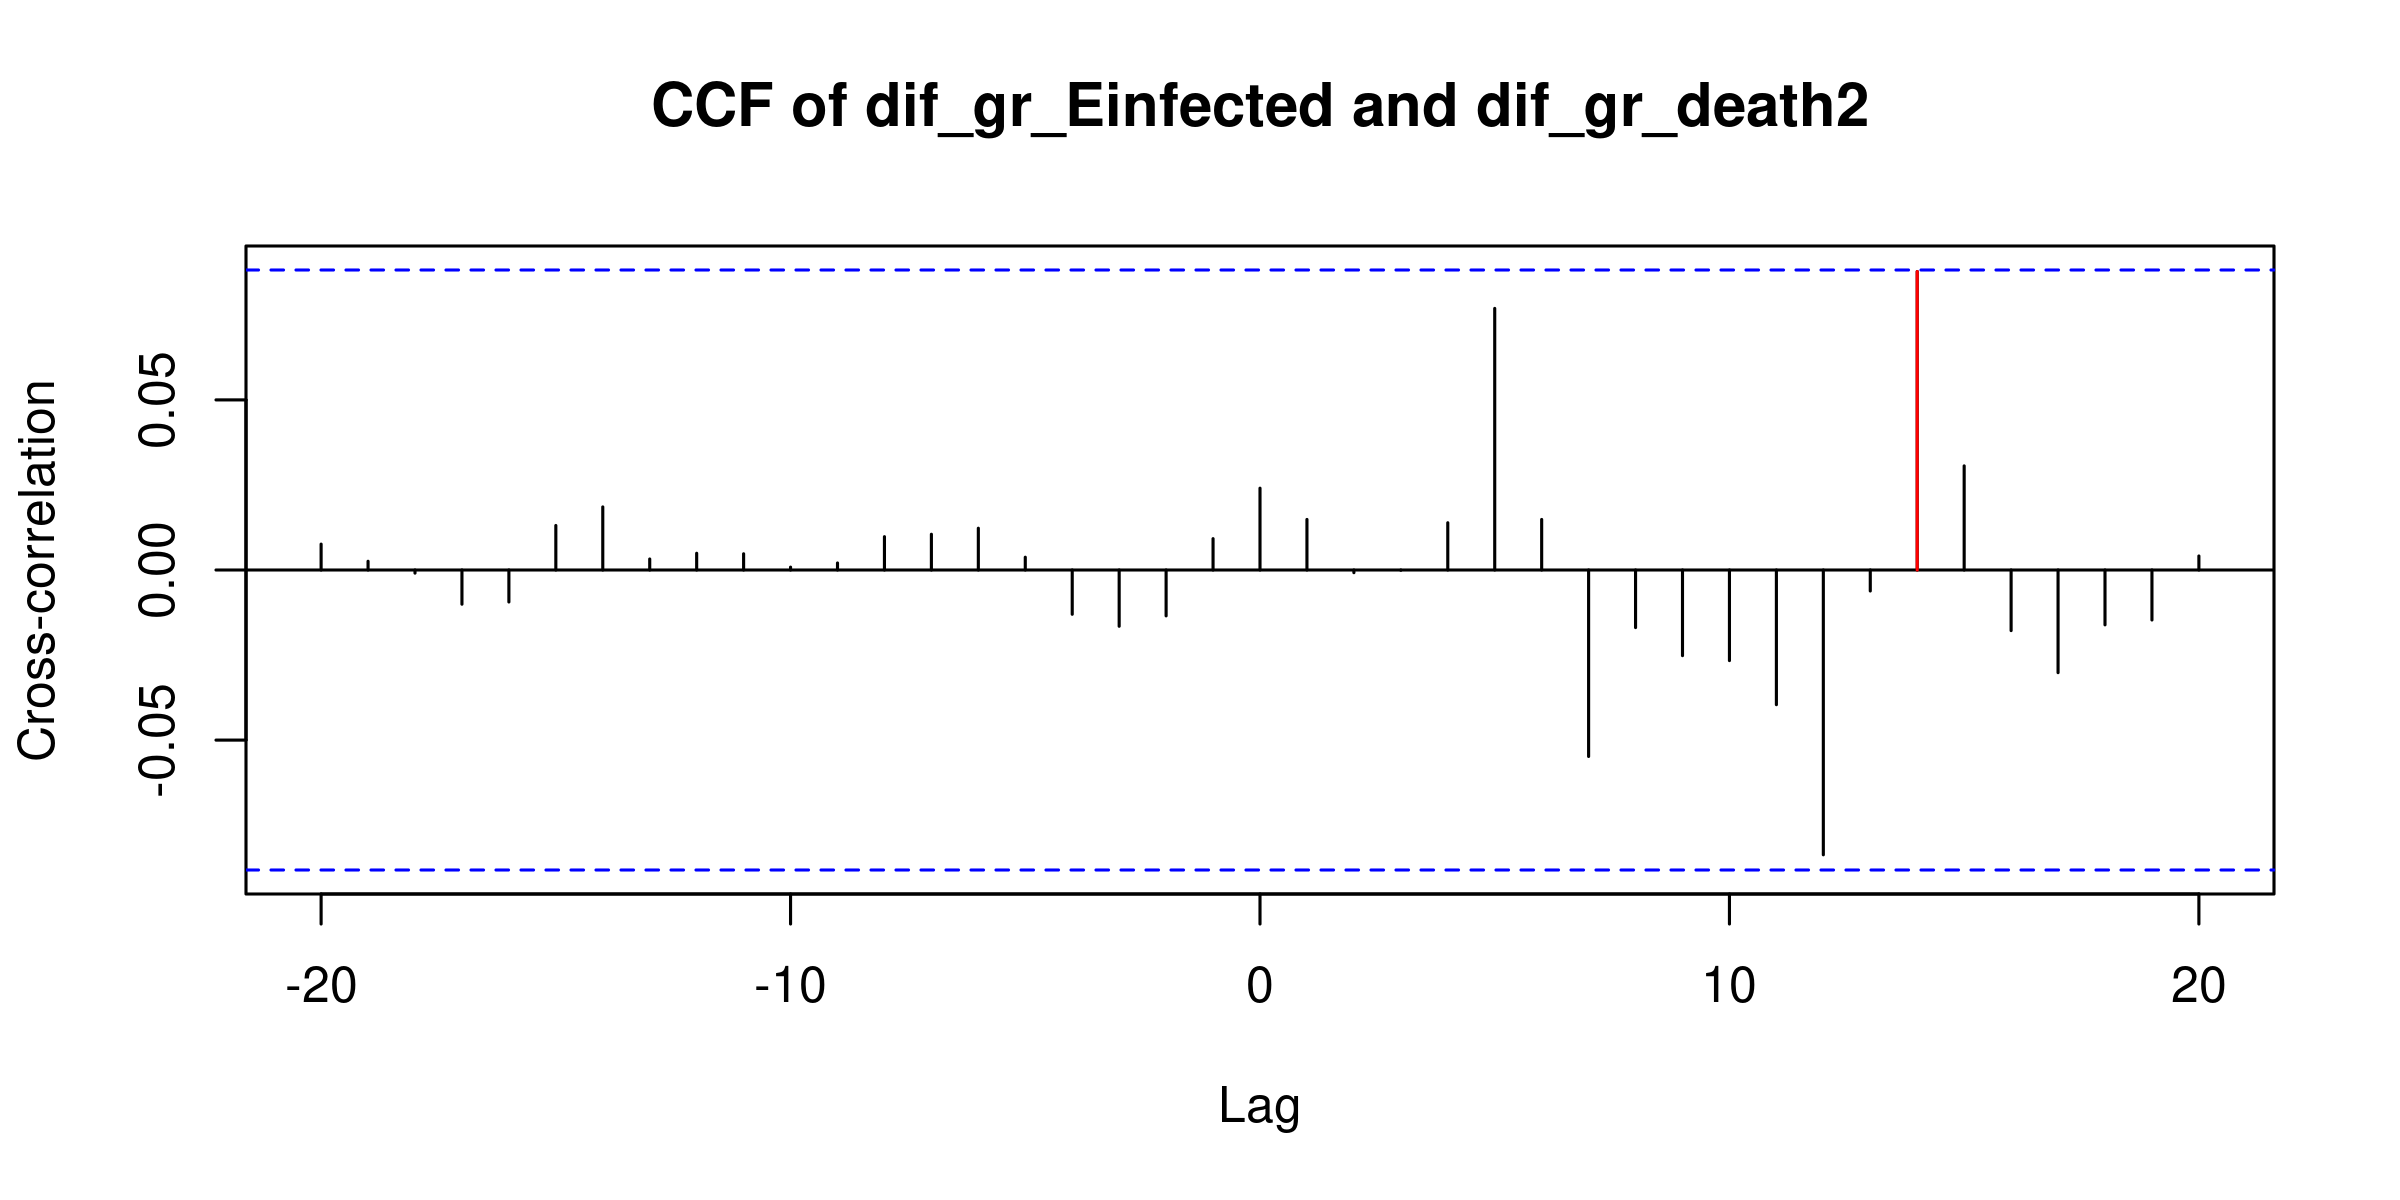 CCF of dif_gr_Einfected and dif_gr_death2
Cross-correlation
0.05
0.00
-0.05
-20 -10 0 10 20
Lag